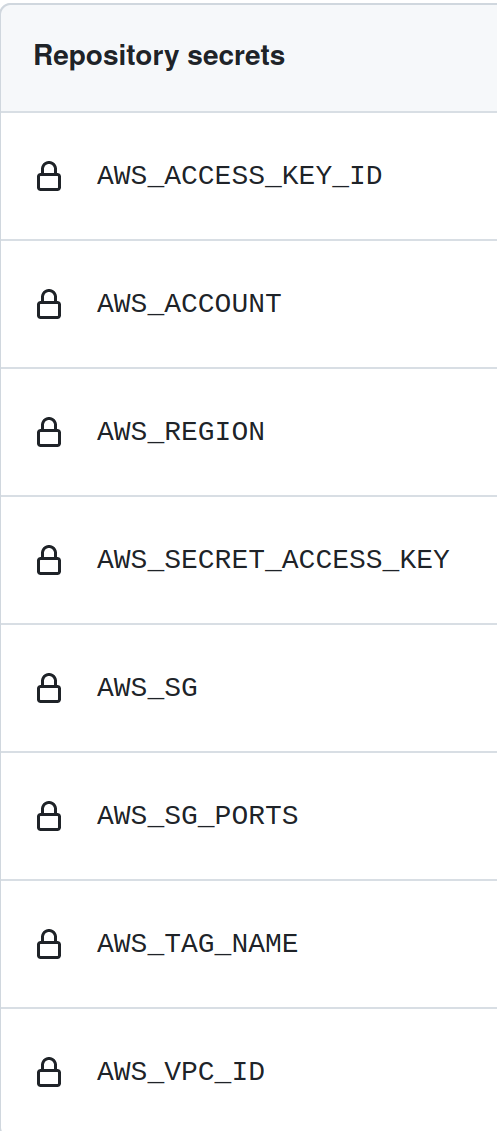 Repository secrets
AWS_ACCESS_KEY_ID
AWS_ACCOUNT
AWS_REGION
AWS_SECRET_ACCESS_KEY
AWS_SG
AWS_SG_PORTS
AWS_TAG_NAME
AWS_VPC_ID